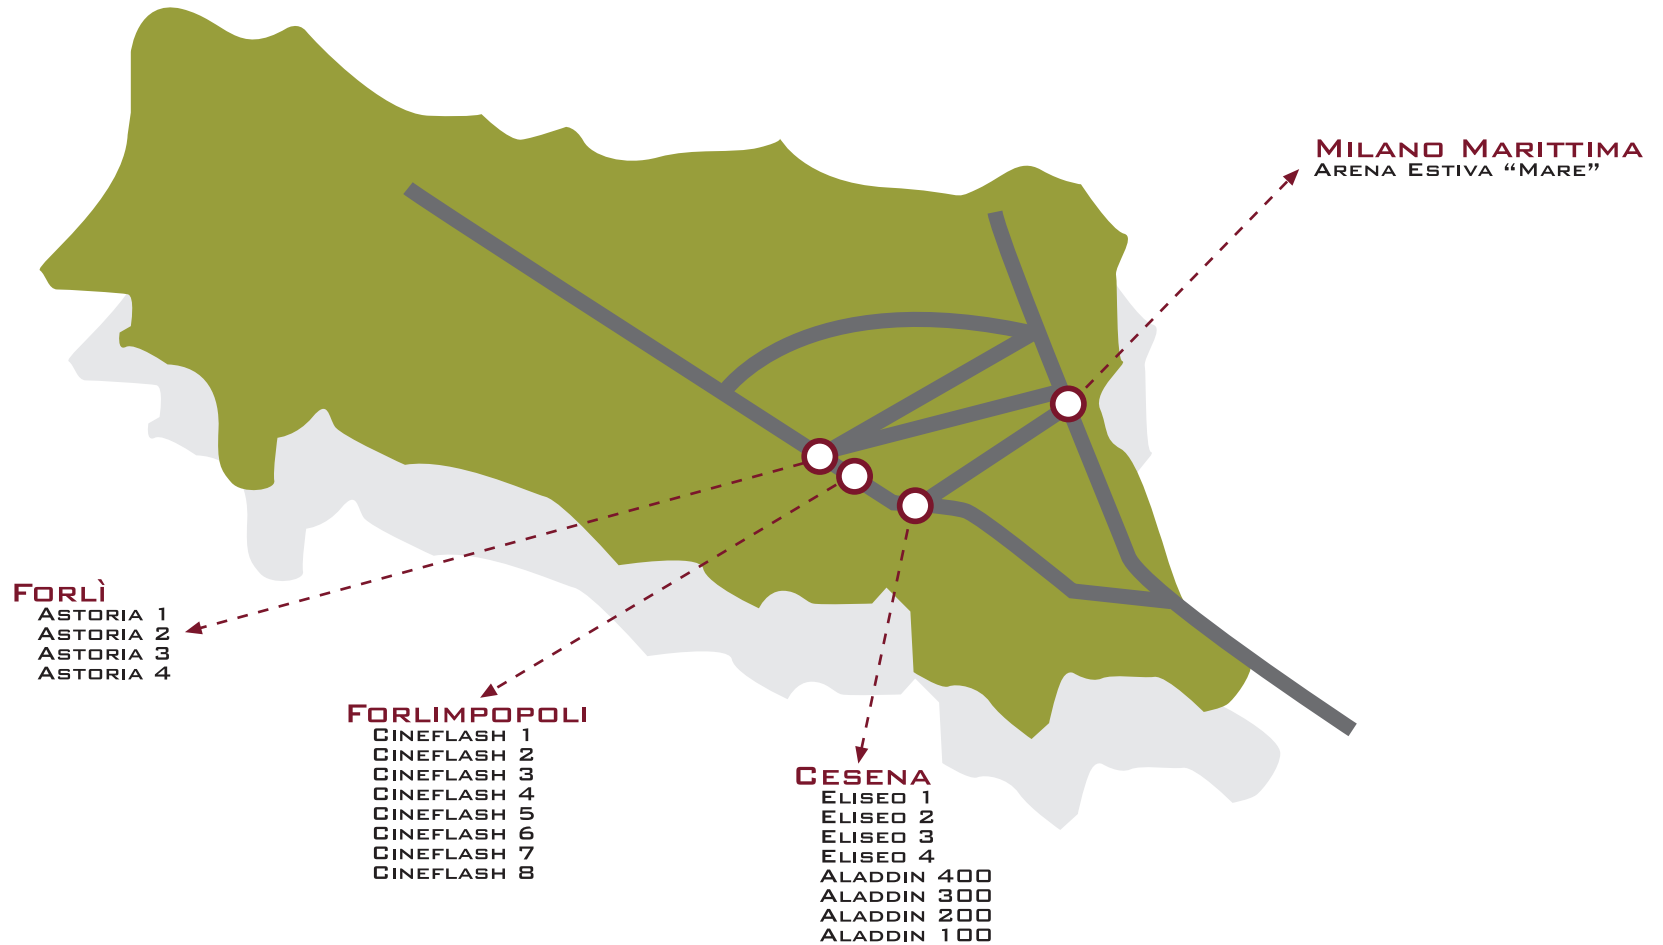 Milano Marittima
Arena Estiva “Mare”
Forlì
Astoria 1
Astoria 2
Astoria 3
Astoria 4
Forlimpopoli
Cineflash 1
Cineflash 2
Cineflash 3
Cineflash 4
Cineflash 5
Cineflash 6
Cineflash 7
Cineflash 8
Cesena
Eliseo 1
Eliseo 2
Eliseo 3
Eliseo 4
Aladdin 400
Aladdin 300
Aladdin 200
Aladdin 100